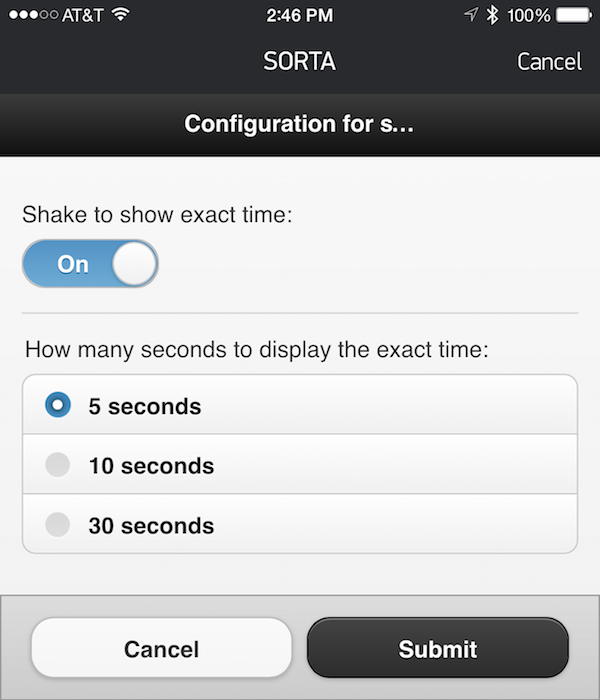 AT&T 2:46 PM 100%
SORTA Cancel
Configuration for s...
Shake to show exact time:
On
How many seconds to display the exact time:
5 seconds
10 seconds
30 seconds
Cancel Submit